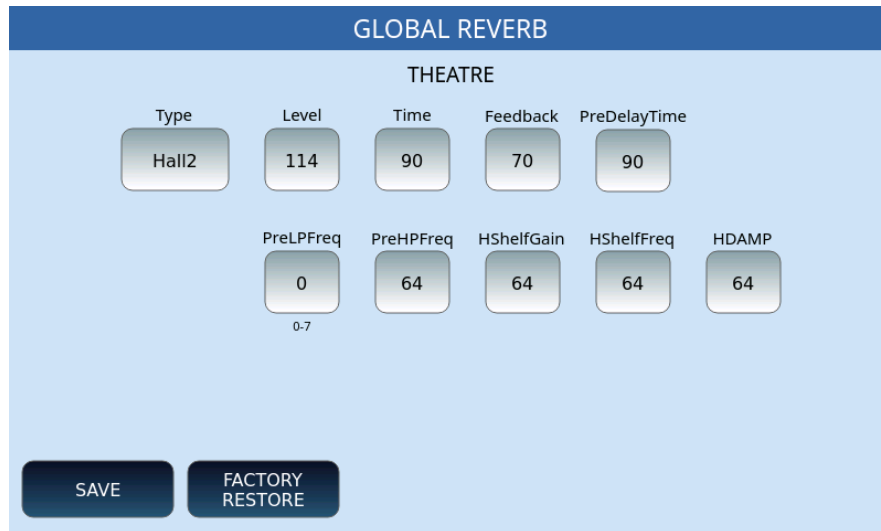 GLOBAL REVERB
THEATRE
Type Level Time Feedback PreDelayTime
Hall2 114 90 70 90
PreLPFreq PreHPFreq HShelfGain HShelfFreq HDAMP
0 64 64 64 64
0-7
SAVE
FACTORY
RESTORE